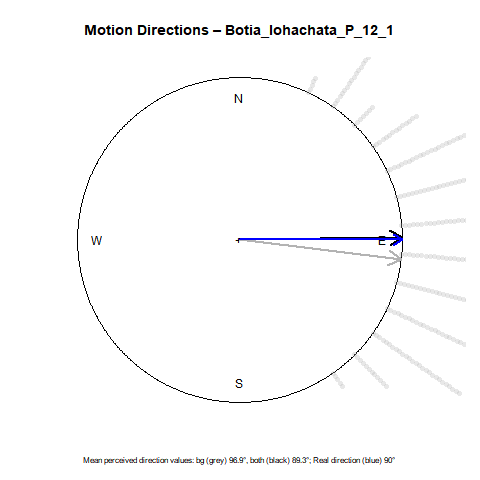 Motion Directions – Botia_lohachata_P_12_1
N
W
E
S
Mean perceived direction values: bg (grey) 96.9°, both (black) 89.3°; Real direction (blue) 90°